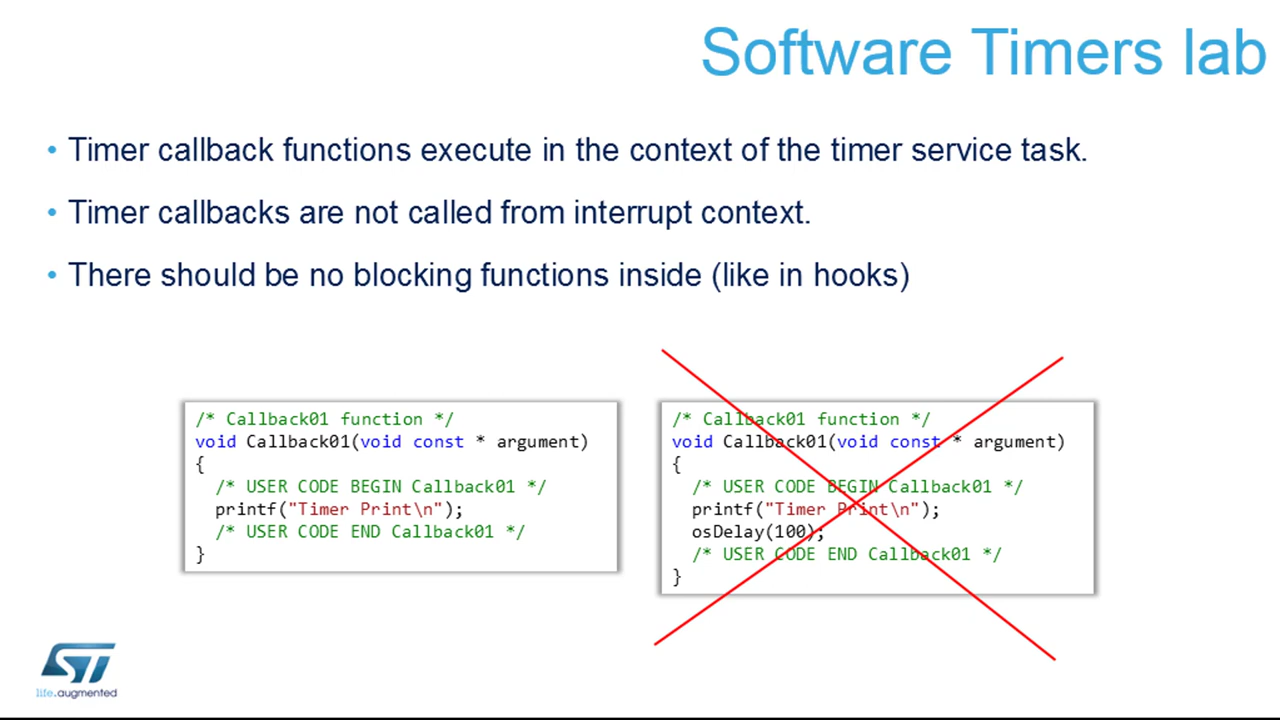 Software Timers lab
• Timer callback functions execute in the context of the timer service task.
• Timer callbacks are not called from interrupt context.
• There should be no blocking functions inside (like in hooks)
/* Callback01 function */
void Callback01(void const * argument)
{
/* USER CODE BEGIN Callback01 */
printf("Timer Print\n");
/* USER CODE END Callback01 */
}
/* Callback01 function */
void Callback01(void const * argument)
{
/* USER CODE BEGIN Callback01 */
printf("Timer Print\n");
osDelay(100);
/* USER CODE END Callback01 */
}
ST
life.augmented